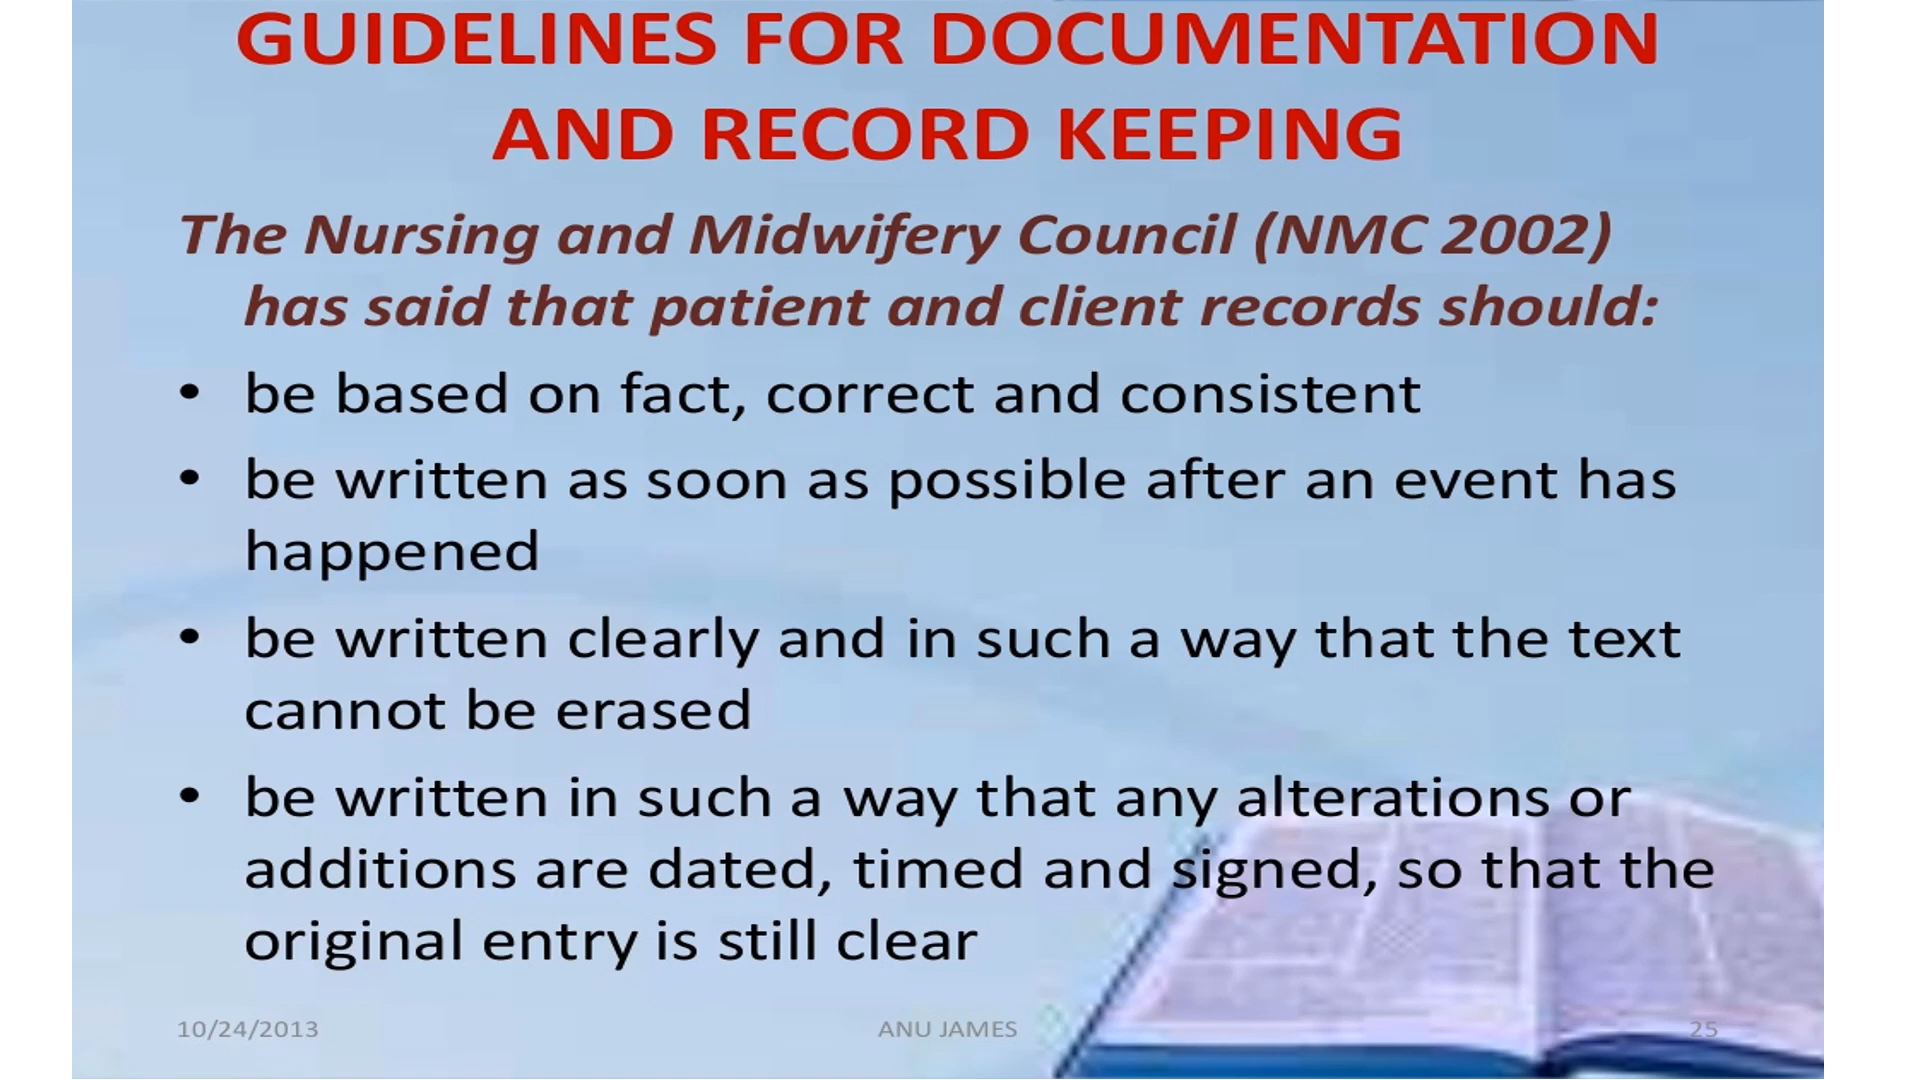 GUIDELINES FOR DOCUMENTATION
AND RECORD KEEPING
The Nursing and Midwifery Council (NMC 2002)
has said that patient and client records should:
• be based on fact, correct and consistent
• be written as soon as possible after an event has
happened
• be written clearly and in such a way that the text
cannot be erased
• be written in such a way that any alterations or
additions are dated, timed and signed, so that the
original entry is still clear
10/24/2013 ANU JAMES 25